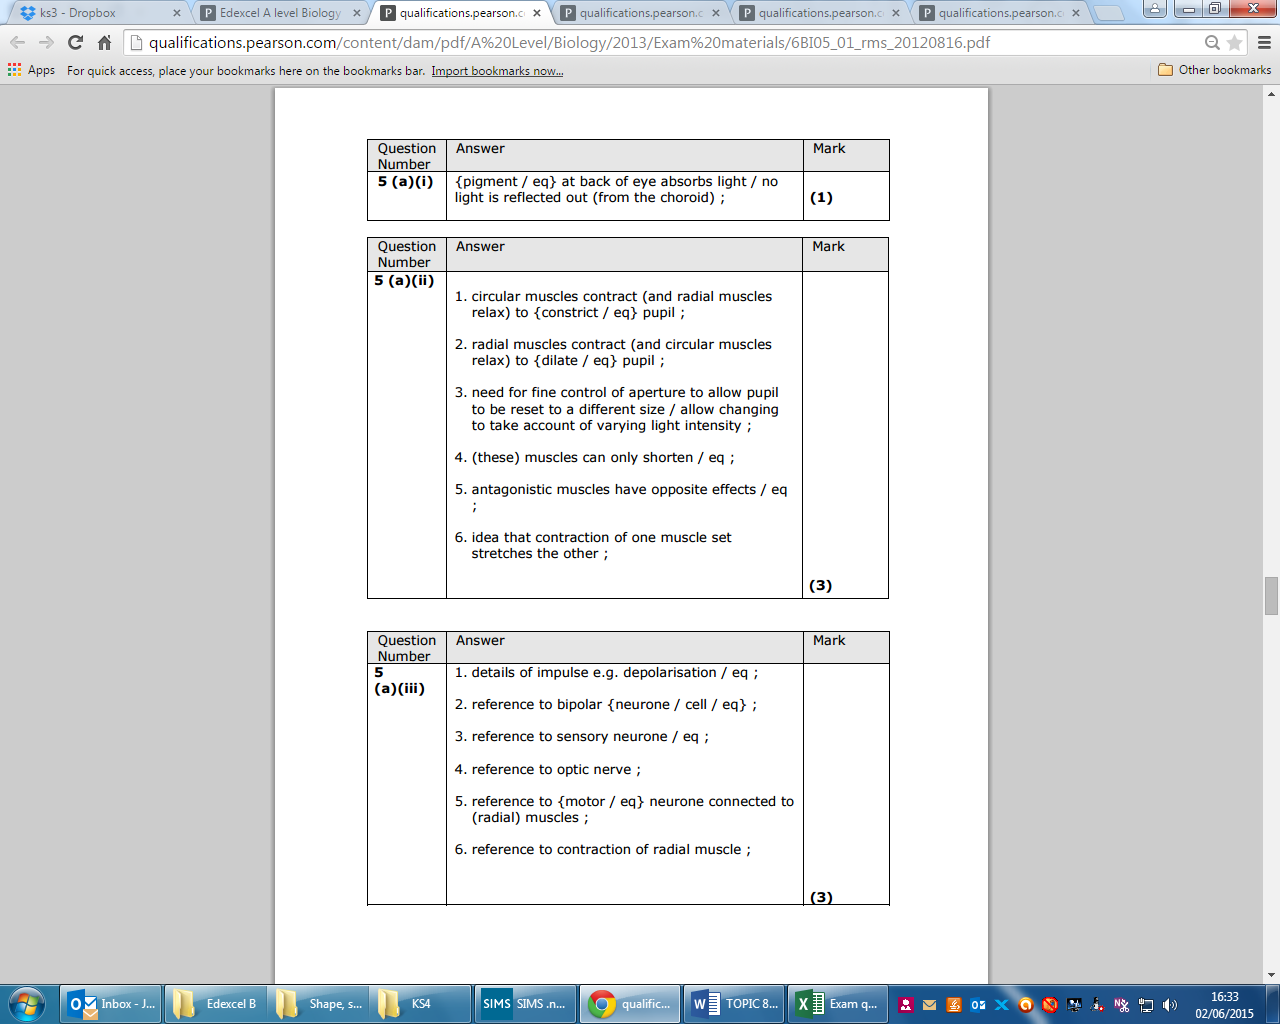 ks3 - Dropbox
Edexcel A level Biology
qualifications.pearson.c
qualifications.pearson.c
qualifications.pearson.c
qualifications.pearson.c
qualifications.pearson.com/content/dam/pdf/A%20Level/Biology/2013/Exam%20materials/6BI05_01_rms_20120816.pdf
Apps For quick access, place your bookmarks here on the bookmarks bar. Import bookmarks now... Other bookmarks
Question Number Answer Mark
5 (a)(i) {pigment / eq} at back of eye absorbs light / no
light is reflected out (from the choroid) ; (1)
Question Number Answer Mark
5 (a)(ii)
1. circular muscles contract (and radial muscles
relax) to {constrict / eq} pupil ;
2. radial muscles contract (and circular muscles
relax) to {dilate / eq} pupil ;
3. need for fine control of aperture to allow pupil
to be reset to a different size / allow changing
to take account of varying light intensity ;
4. (these) muscles can only shorten / eq ;
5. antagonistic muscles have opposite effects / eq
;
6. idea that contraction of one muscle set
stretches the other ;
(3)
Question Number Answer Mark
5 (a)(iii)
1. details of impulse e.g. depolarisation / eq ;
2. reference to bipolar {neurone / cell / eq} ;
3. reference to sensory neurone / eq ;
4. reference to optic nerve ;
5. reference to {motor / eq} neurone connected to
(radial) muscles ;
6. reference to contraction of radial muscle ;
(3)
Inbox - J...
Edexcel B
Shape, s...
KS4
SIMS SIMS .n...
qualific...
TOPIC 8...
Exam q...
16:33
02/06/2015